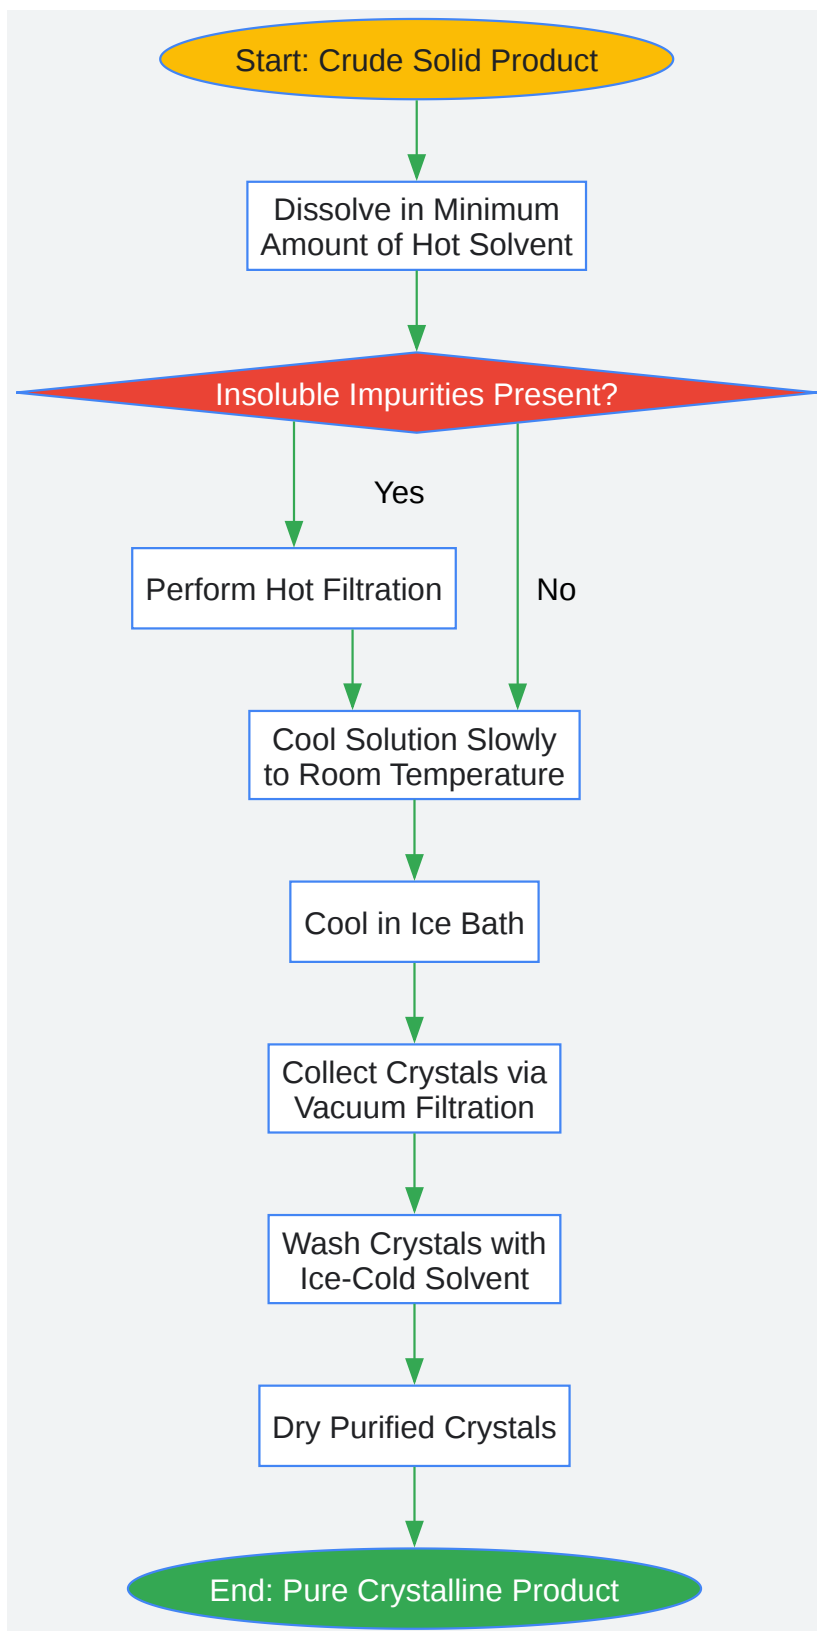 Start: Crude Solid Product
Dissolve in Minimum
Amount of Hot Solvent
Insoluble Impurities Present?
Yes
Perform Hot Filtration
No
Cool Solution Slowly
to Room Temperature
Cool in Ice Bath
Collect Crystals via
Vacuum Filtration
Wash Crystals with
Ice-Cold Solvent
Dry Purified Crystals
End: Pure Crystalline Product